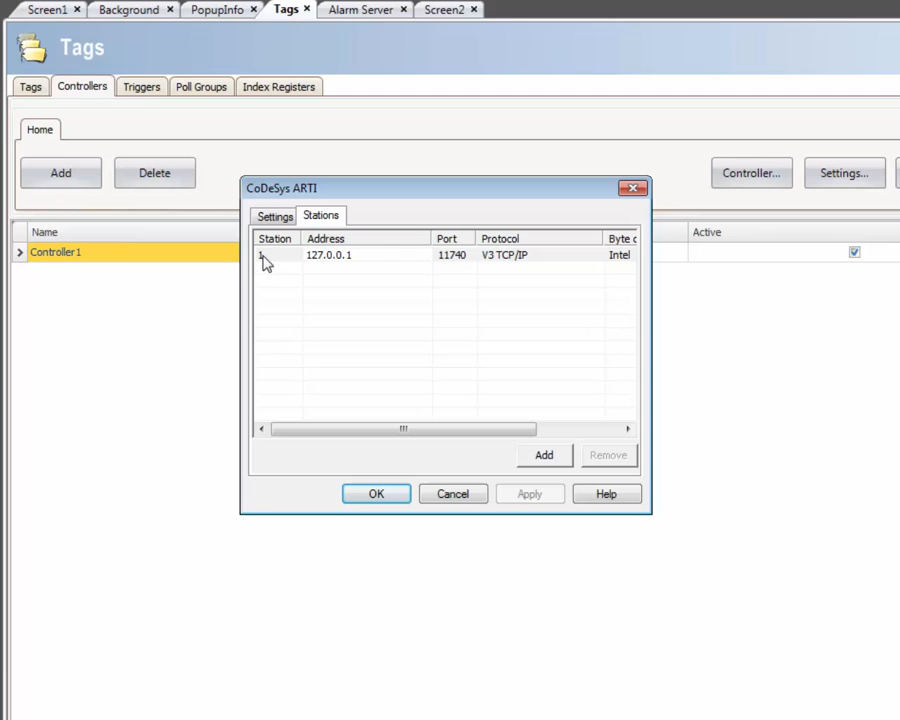 Screen1 Background PopupInfo Tags Alarm Server Screen2
Tags
Tags Controllers Triggers Poll Groups Index Registers
Home
Add Delete Controller... Settings...
CoDeSys ARTI
Settings Stations
Name Active
Station Address Port Protocol Byte
Controller1
1 127.0.0.1 11740 V3 TCP/IP Intel
Add Remove
OK Cancel Apply Help